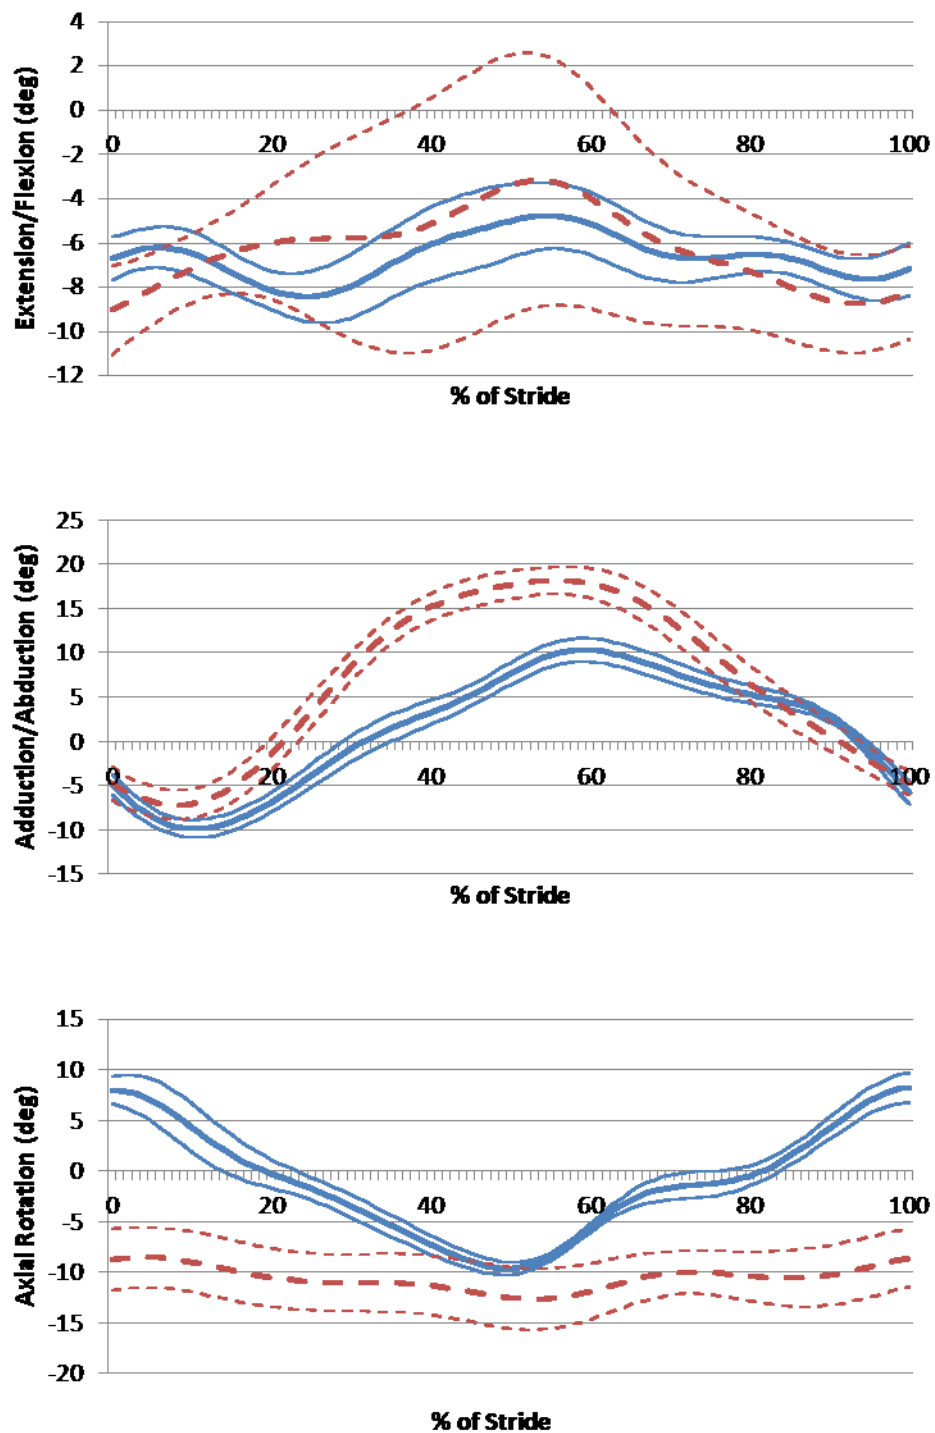 4
2
0
-2
-4
-6
-8
-10
-12
Extension/Flexion (deg)
0 20 40 60 80 100
% of Stride
25
20
15
10
5
0
-5
-10
-15
Adduction/Abduction (deg)
0 20 40 60 80 100
% of Stride
15
10
5
0
-5
-10
-15
-20
Axial Rotation (deg)
0 20 40 60 80 100
% of Stride